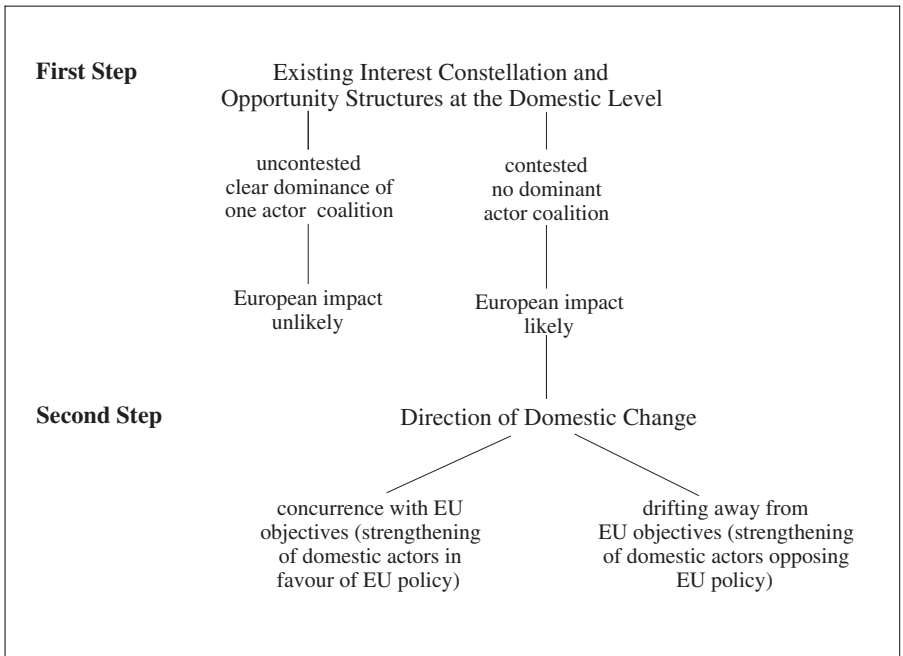 First Step
Existing Interest Constellation and
Opportunity Structures at the Domestic Level
uncontested
clear dominance of
one actor coalition
contested
no dominant
actor coalition
European impact
unlikely
European impact
likely
Second Step
Direction of Domestic Change
concurrence with EU
objectives (strengthening
of domestic actors in
favour of EU policy)
drifting away from
EU objectives (strengthening
of domestic actors opposing
EU policy)